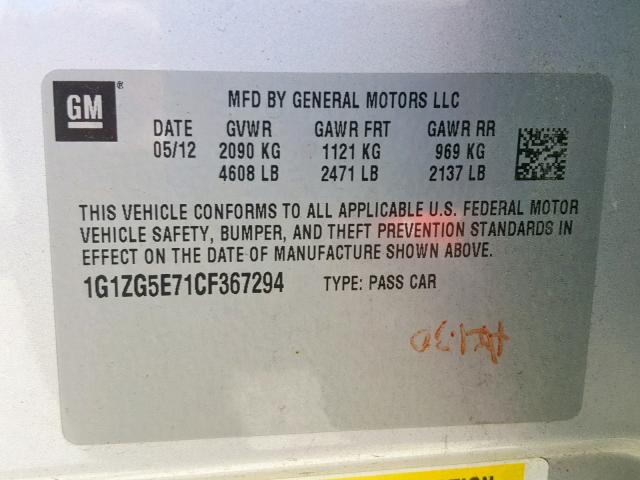 GM®
MFD BY GENERAL MOTORS LLC
DATE GVWR GAWR FRT GAWR RR
05/12 2090 KG 1121 KG 969 KG
4608 LB 2471 LB 2137 LB
THIS VEHICLE CONFORMS TO ALL APPLICABLE U.S. FEDERAL MOTOR
VEHICLE SAFETY, BUMPER, AND THEFT PREVENTION STANDARDS IN
EFFECT ON THE DATE OF MANUFACTURE SHOWN ABOVE.
1G1ZG5E71CF367294 TYPE: PASS CAR